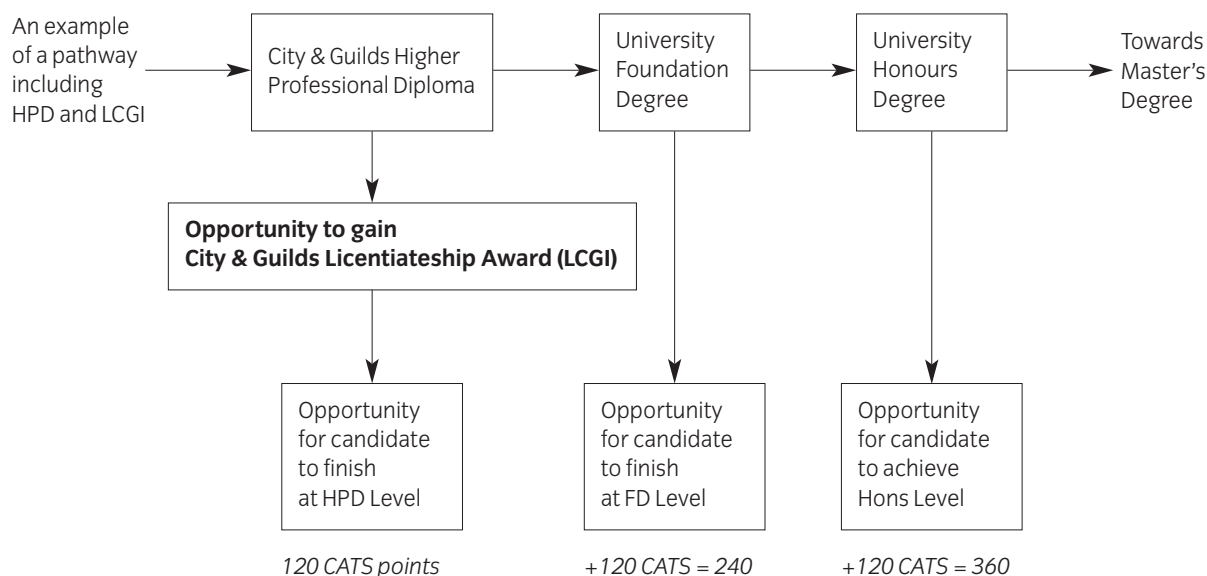 An example
of a pathway
including
HPD and LCGI
City & Guilds Higher
Professional Diploma
University
Foundation
Degree
University
Honours
Degree
Towards
Master’s
Degree
Opportunity to gain
City & Guilds Licentiateship Award (LCGI)
Opportunity
for candidate
to finish
at HPD Level
Opportunity
for candidate
to finish
at FD Level
Opportunity
for candidate
to achieve
Hons Level
120 CATS points
+120 CATS = 240
+120 CATS = 360